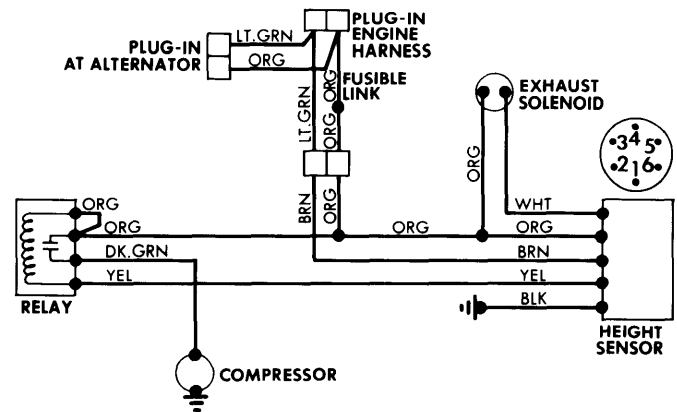 PLUG-IN
ENGINE
HARNESS
PLUG-IN
AT ALTERNATOR
LT.GRN
ORG
FUSIBLE
LINK
ORG
LT.GRN
ORG
EXHAUST
SOLENOID
3 4 5
2 1 6
ORG
BRN
ORG
WHT
ORG
ORG
ORG
ORG
DK.GRN
BRN
YEL
YEL
BLK
RELAY
HEIGHT
SENSOR
COMPRESSOR